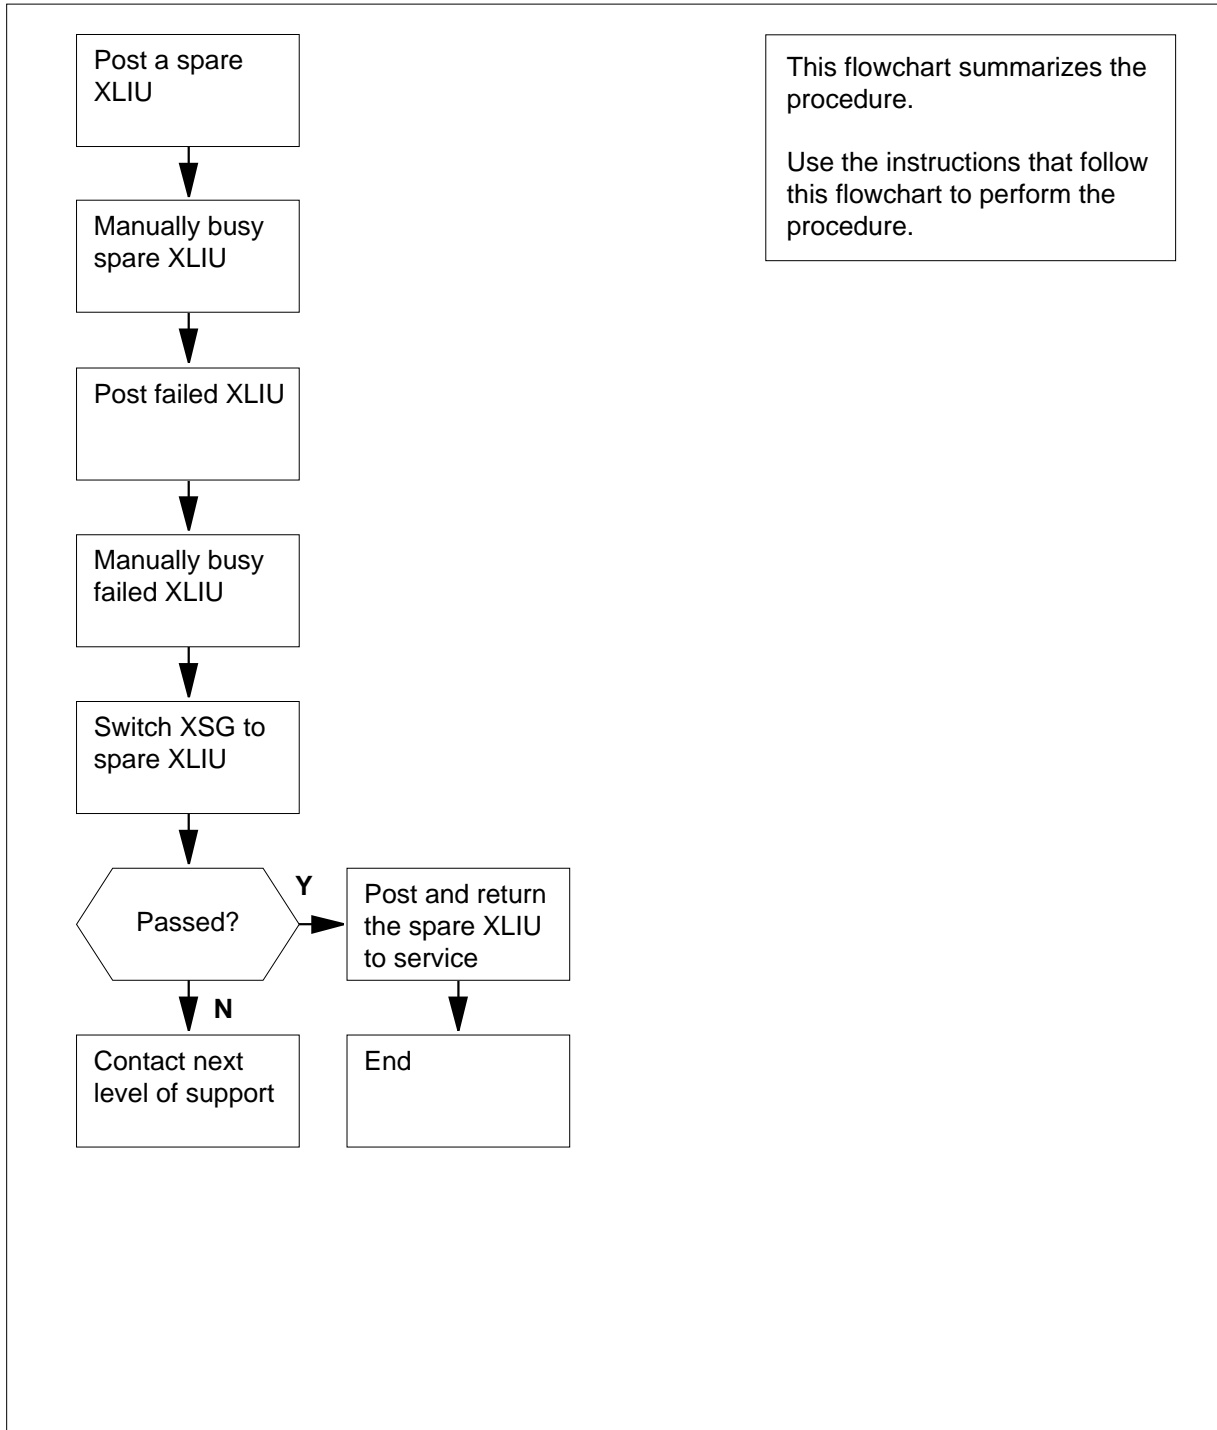 Post a spare
XLIU
This flowchart summarizes the
procedure.
Use the instructions that follow
this flowchart to perform the
procedure.
Manually busy
spare XLIU
Post failed XLIU
Manually busy
failed XLIU
Switch XSG to
spare XLIU
Passed?
Y
Post and return
the spare XLIU
to service
N
Contact next
level of support
End